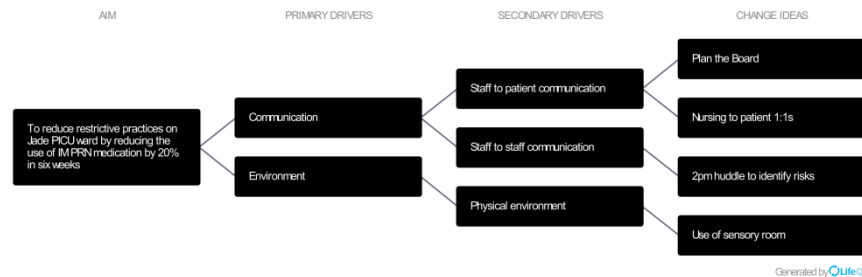 AIM
PRIMARY DRIVERS
SECONDARY DRIVERS
CHANGE IDEAS
To reduce restrictive practices on
Jade PICU ward by reducing the
use of IM PRN medication by 20%
in six weeks
Communication
Environment
Staff to patient communication
Staff to staff communication
Physical environment
Plan the Board
Nursing to patient 1:1s
2pm huddle to identify risks
Use of sensory room
Generated by LifeQ